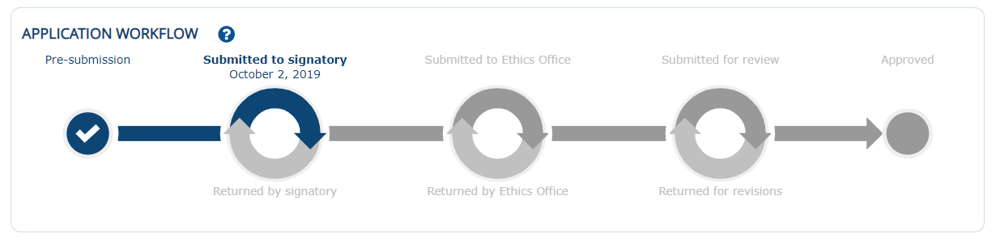 APPLICATION WORKFLOW ?
Pre-submission
Submitted to signatory
October 2, 2019
Submitted to Ethics Office
Submitted for review
Approved
Returned by signatory
Returned by Ethics Office
Returned for revisions